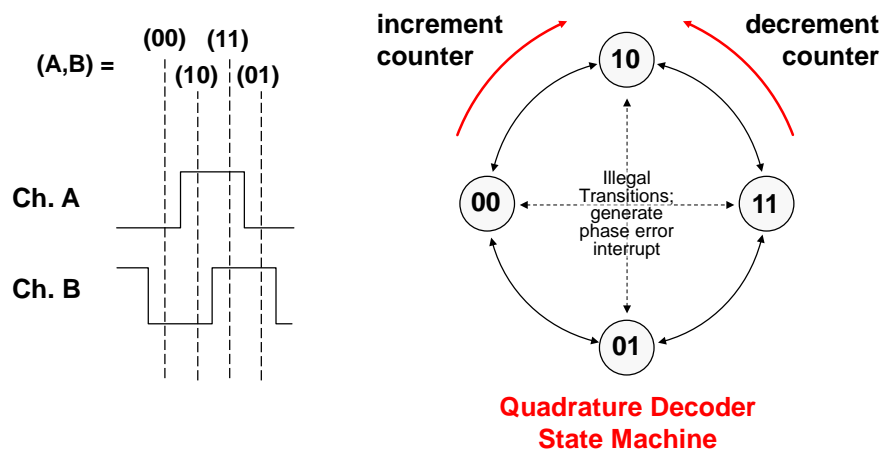 (A,B) =
(00)
(10)
(11)
(01)
Ch. A
Ch. B
increment
counter
decrement
counter
10
00
11
01
Illegal
Transitions;
generate
phase error
interrupt
Quadrature Decoder
State Machine